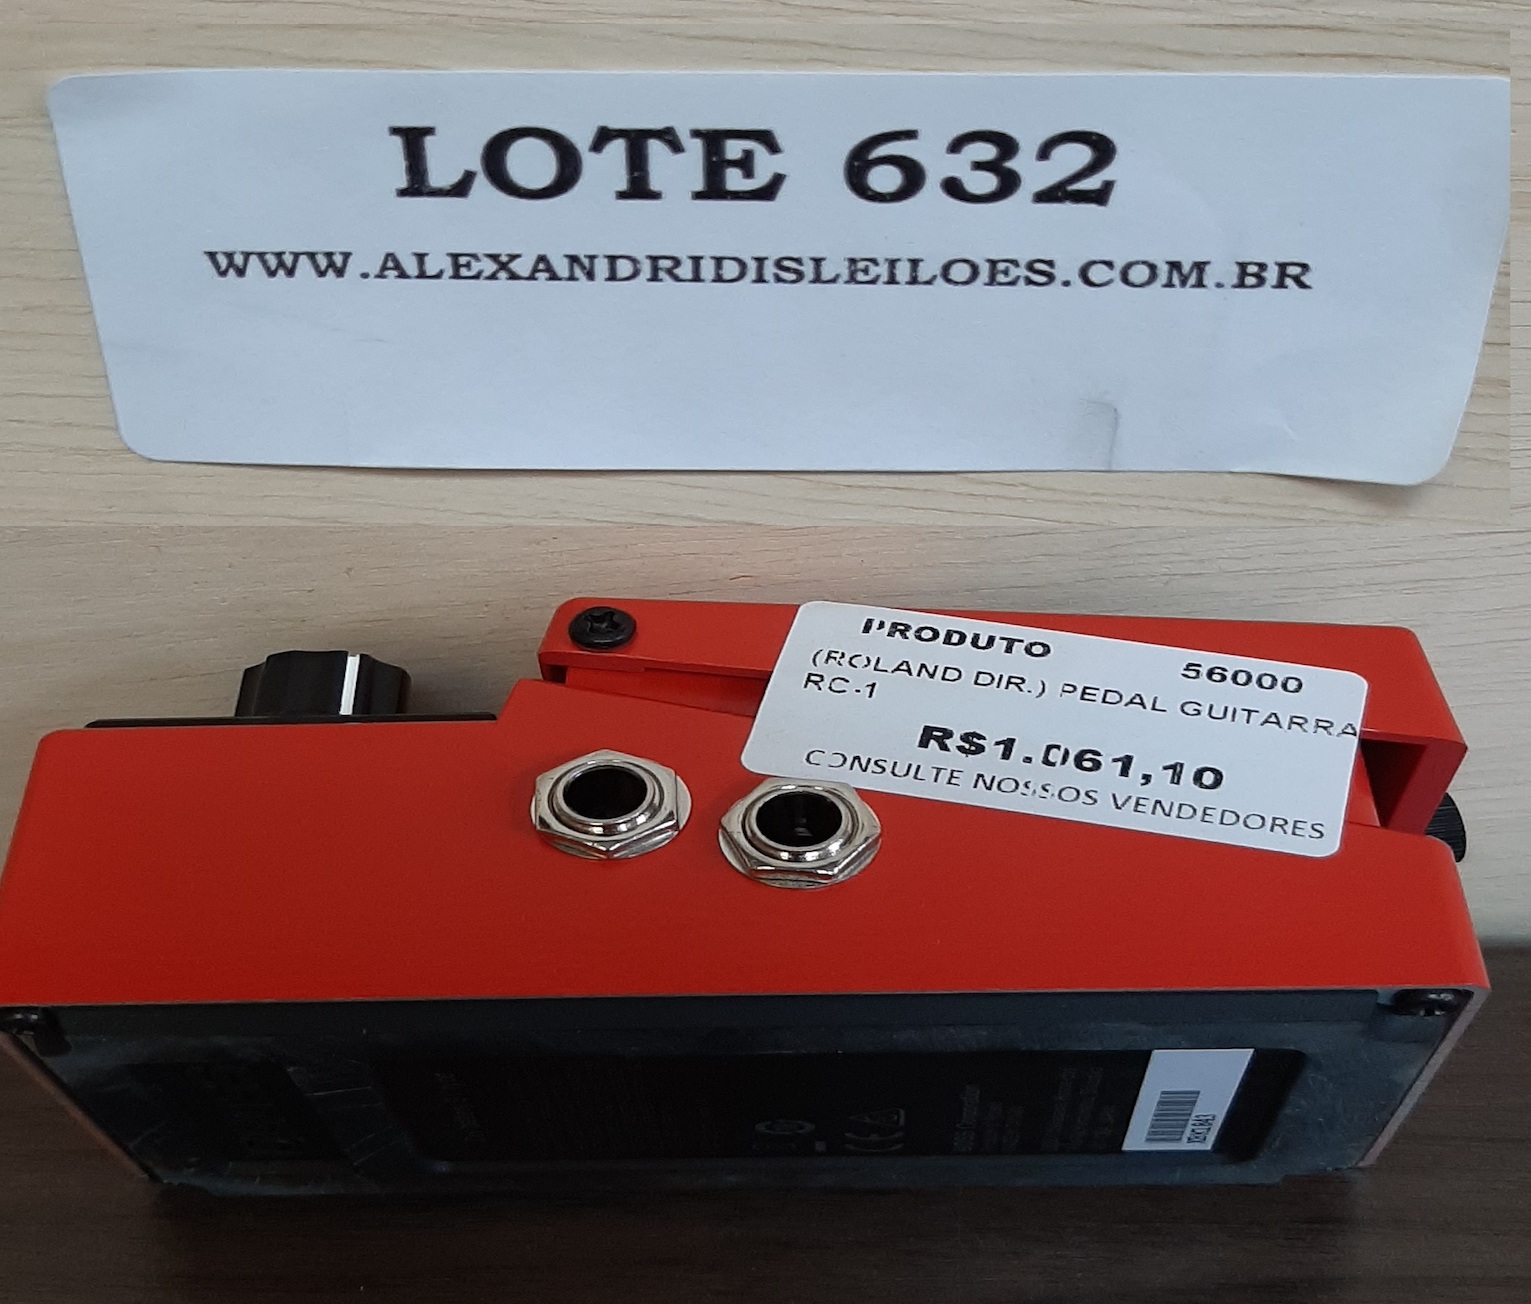 LOTE 632
WWW.ALEXANDRIDISLEILOES.COM.BR
PRODUTO 56000
(ROLAND DIR.) PEDAL GUITARRA
RC-1
R$1.061,10
CONSULTE NOSSOS VENDEDORES